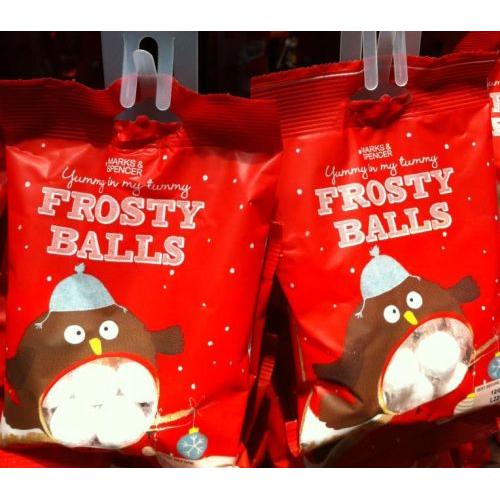 MARKS &
SPENCER
Yummy in my tummy
FROSTY
BALLS
MARKS &
SPENCER
Yummy in my tummy
FROSTY
BALLS